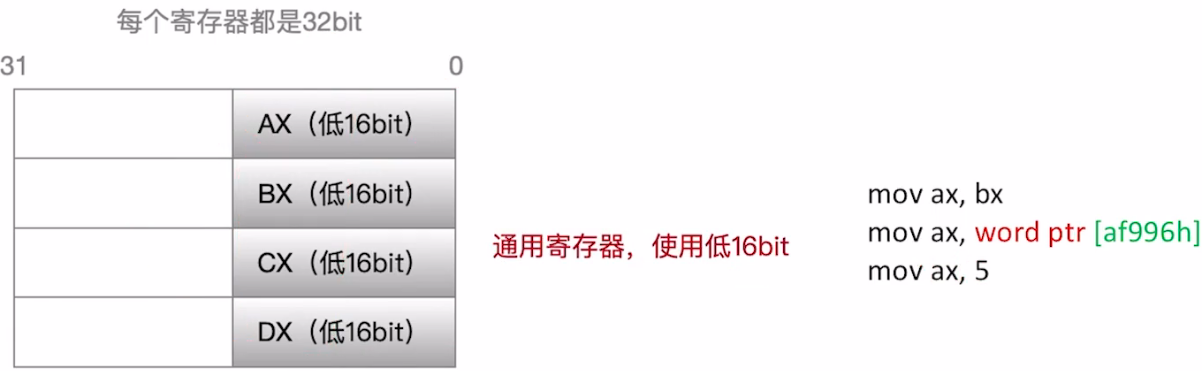 每个寄存器都是32bit
31
0
AX（低16bit）
BX（低16bit）
CX（低16bit）
DX（低16bit）
通用寄存器，使用低16bit
mov ax, bx
mov ax, word ptr [af996h]
mov ax, 5